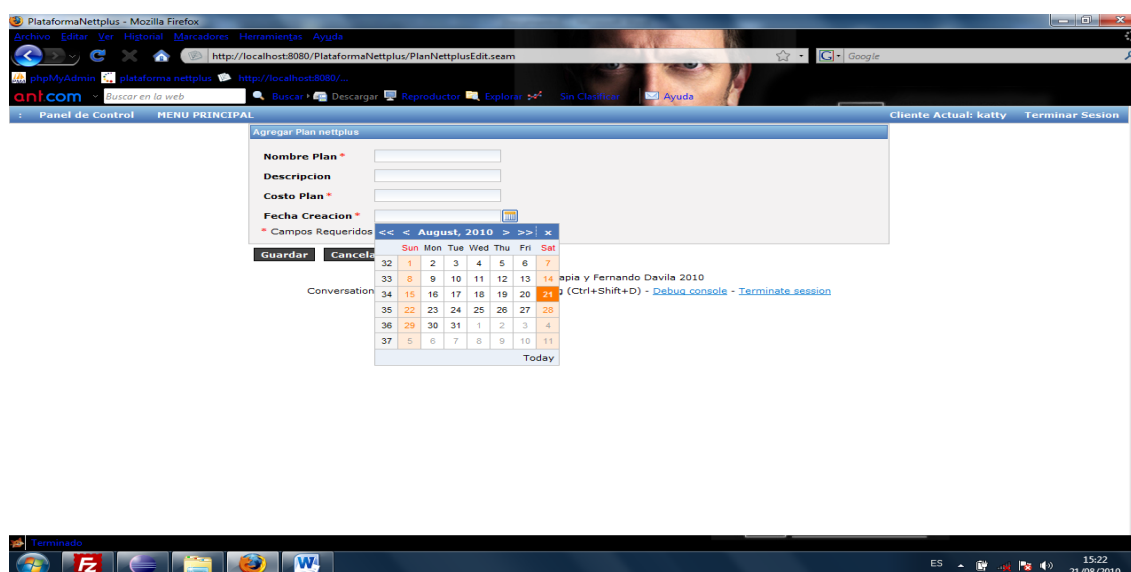 PlataformaNettplus - Mozilla Firefox
Archivo Editar Ver Historial Marcadores Herramientas Ayuda
http://localhost:8080/PlataformaNettplus/PlanNettplusEdit.seam
Google
phpMyAdmin plataforma nettplus http://localhost:8080/...
ant.com Buscar en la web Buscar Descargar Reproductor Explorar Sin Clasificar Ayuda
: Panel de Control MENU PRINCIPAL Cliente Actual: katty Terminar Sesion
Agregar Plan nettplus
Nombre Plan *
Descripcion
Costo Plan *
Fecha Creacion *
* Campos Requeridos
<< < August, 2010 > >> x
Sun Mon Tue Wed Thu Fri Sat
32 1 2 3 4 5 6 7
33 8 9 10 11 12 13 14
34 15 16 17 18 19 20 21
35 22 23 24 25 26 27 28
36 29 30 31 1 2 3 4
37 5 6 7 8 9 10 11
Today
Guardar Cancela
apia y Fernando Davila 2010
Conversation (Ctrl+Shift+D) - Debug console - Terminate session
Terminado
ES 15:22
21/08/2010